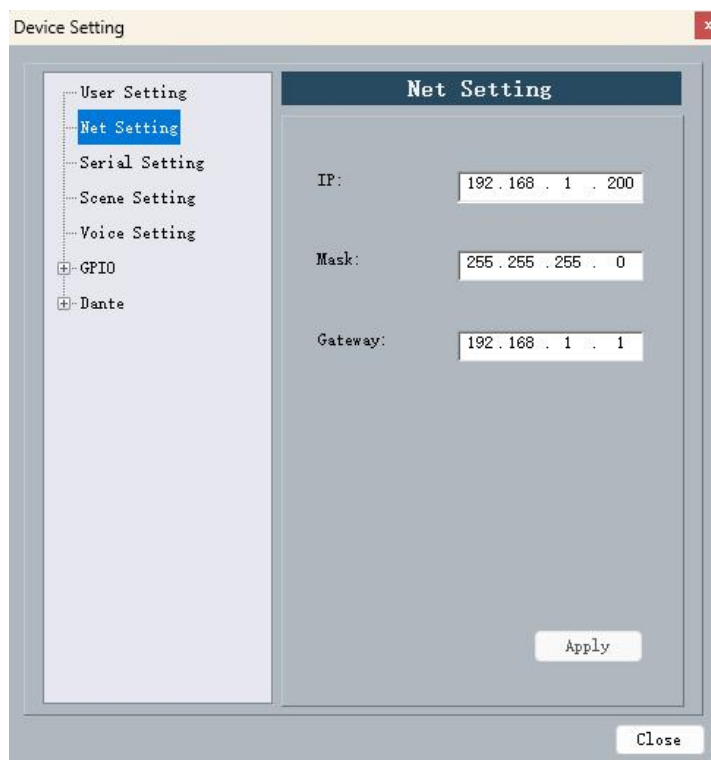 Device Setting
x
User Setting
Net Setting
Serial Setting
Scene Setting
Voice Setting
GPIO
Dante
Net Setting
IP: 192.168 . 1 . 200
Mask: 255.255 .255 . 0
Gateway: 192.168 . 1 . 1
Apply
Close